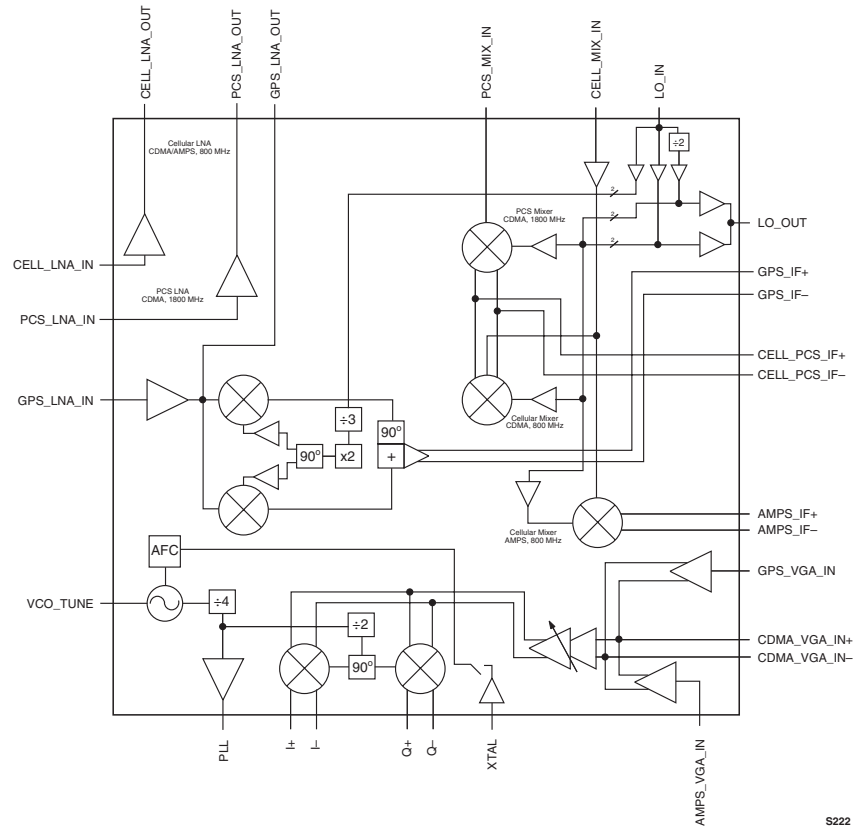 CELL_LNA_OUT
PCS_LNA_OUT
GPS_LNA_OUT
PCS_MIX_IN
CELL_MIX_IN
LO_IN
Cellular LNA
CDMA/AMPS, 800 MHz
÷2
2
PCS Mixer
CDMA, 1800 MHz
2
2
LO_OUT
CELL_LNA_IN
GPS_IF+
PCS LNA
CDMA, 1800 MHz
GPS_IF–
PCS_LNA_IN
CELL_PCS_IF+
CELL_PCS_IF–
GPS_LNA_IN
÷3
Cellular Mixer
CDMA, 800 MHz
90°
90°
x2
+
AMPS_IF+
AMPS_IF–
Cellular Mixer
AMPS, 800 MHz
AFC
GPS_VGA_IN
VCO_TUNE
÷4
÷2
CDMA_VGA_IN+
CDMA_VGA_IN–
90°
PLL
I+
I–
Q+
Q–
XTAL
AMPS_VGA_IN
S222